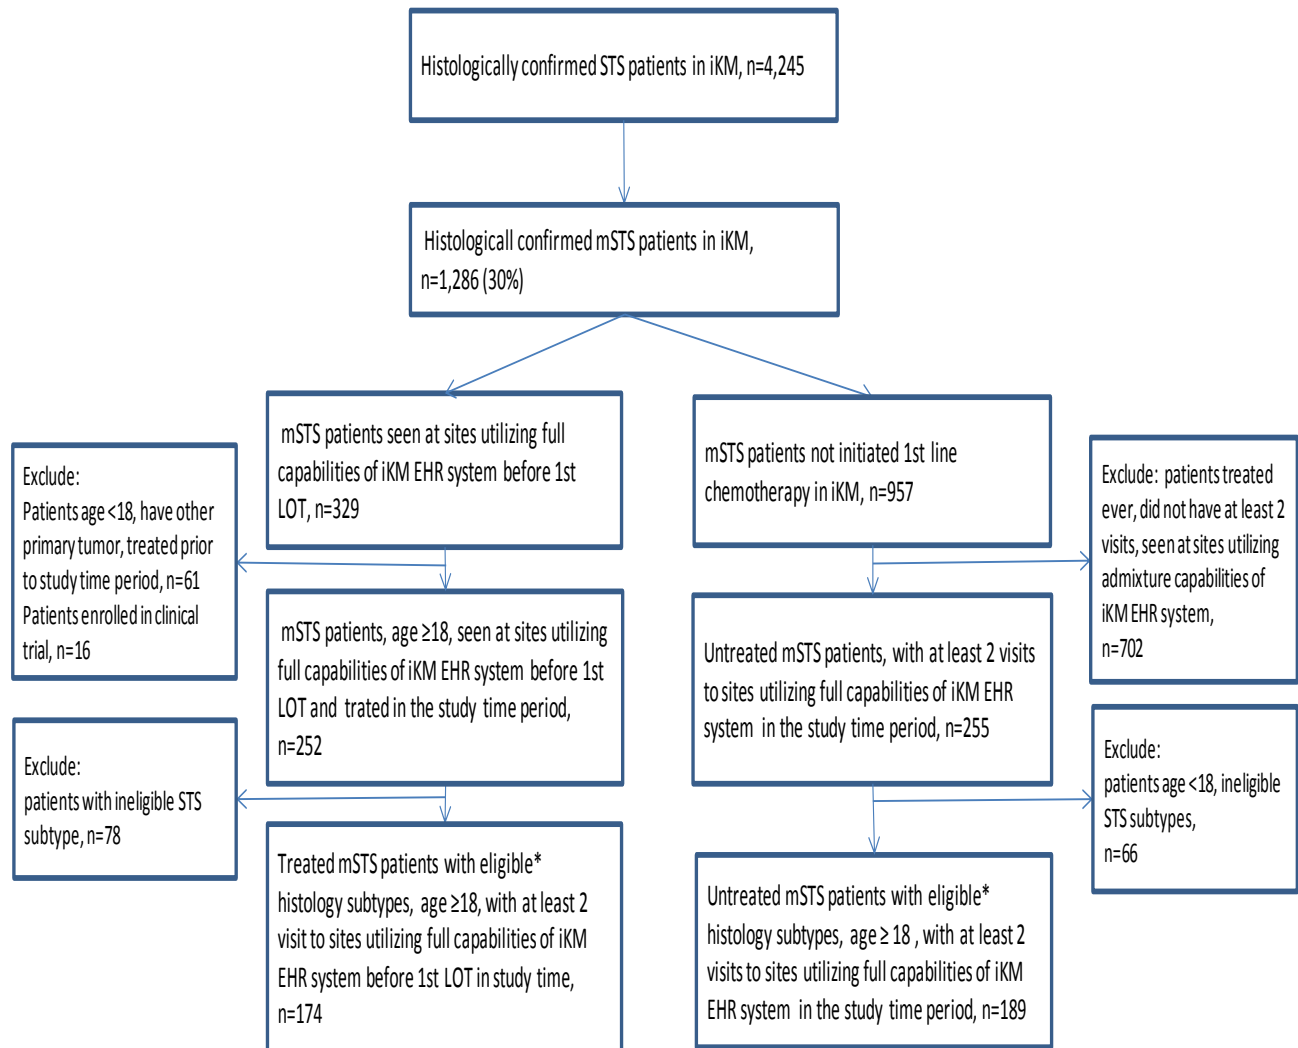 Histologically confirmed STS patients in iKM, n=4,245
Histologicall confirmed mSTS patients in iKM,
n=1,286 (30%)
mSTS patients seen at sites utilizing full
capabilities of iKM EHR system before 1st
LOT, n=329
mSTS patients not initiated 1st line
chemotherapy in iKM, n=957
Exclude:
Patients age <18, have other
primary tumor, treated prior
to study time period, n=61
Patients enrolled in clinical
trial, n=16
Exclude: patients treated
ever, did not have at least 2
visits, seen at sites utilizing
admixture capabilities of
iKM EHR system,
n=702
mSTS patients, age ≥18, seen at sites utilizing
full capabilities of iKM EHR system before 1st
LOT and trated in the study time period,
n=252
Untreated mSTS patients, with at least 2 visits
to sites utilizing full capabilities of iKM EHR
system in the study time period, n=255
Exclude:
patients with ineligible STS
subtype, n=78
Exclude:
patients age <18, ineligible
STS subtypes,
n=66
Treated mSTS patients with eligible*
histology subtypes, age ≥18, with at least 2
visit to sites utilizing full capabilities of iKM
EHR system before 1st LOT in study time,
n=174
Untreated mSTS patients with eligible*
histology subtypes, age ≥ 18 , with at least 2
visits to sites utilizing full capabilities of iKM
EHR system in the study time period, n=189